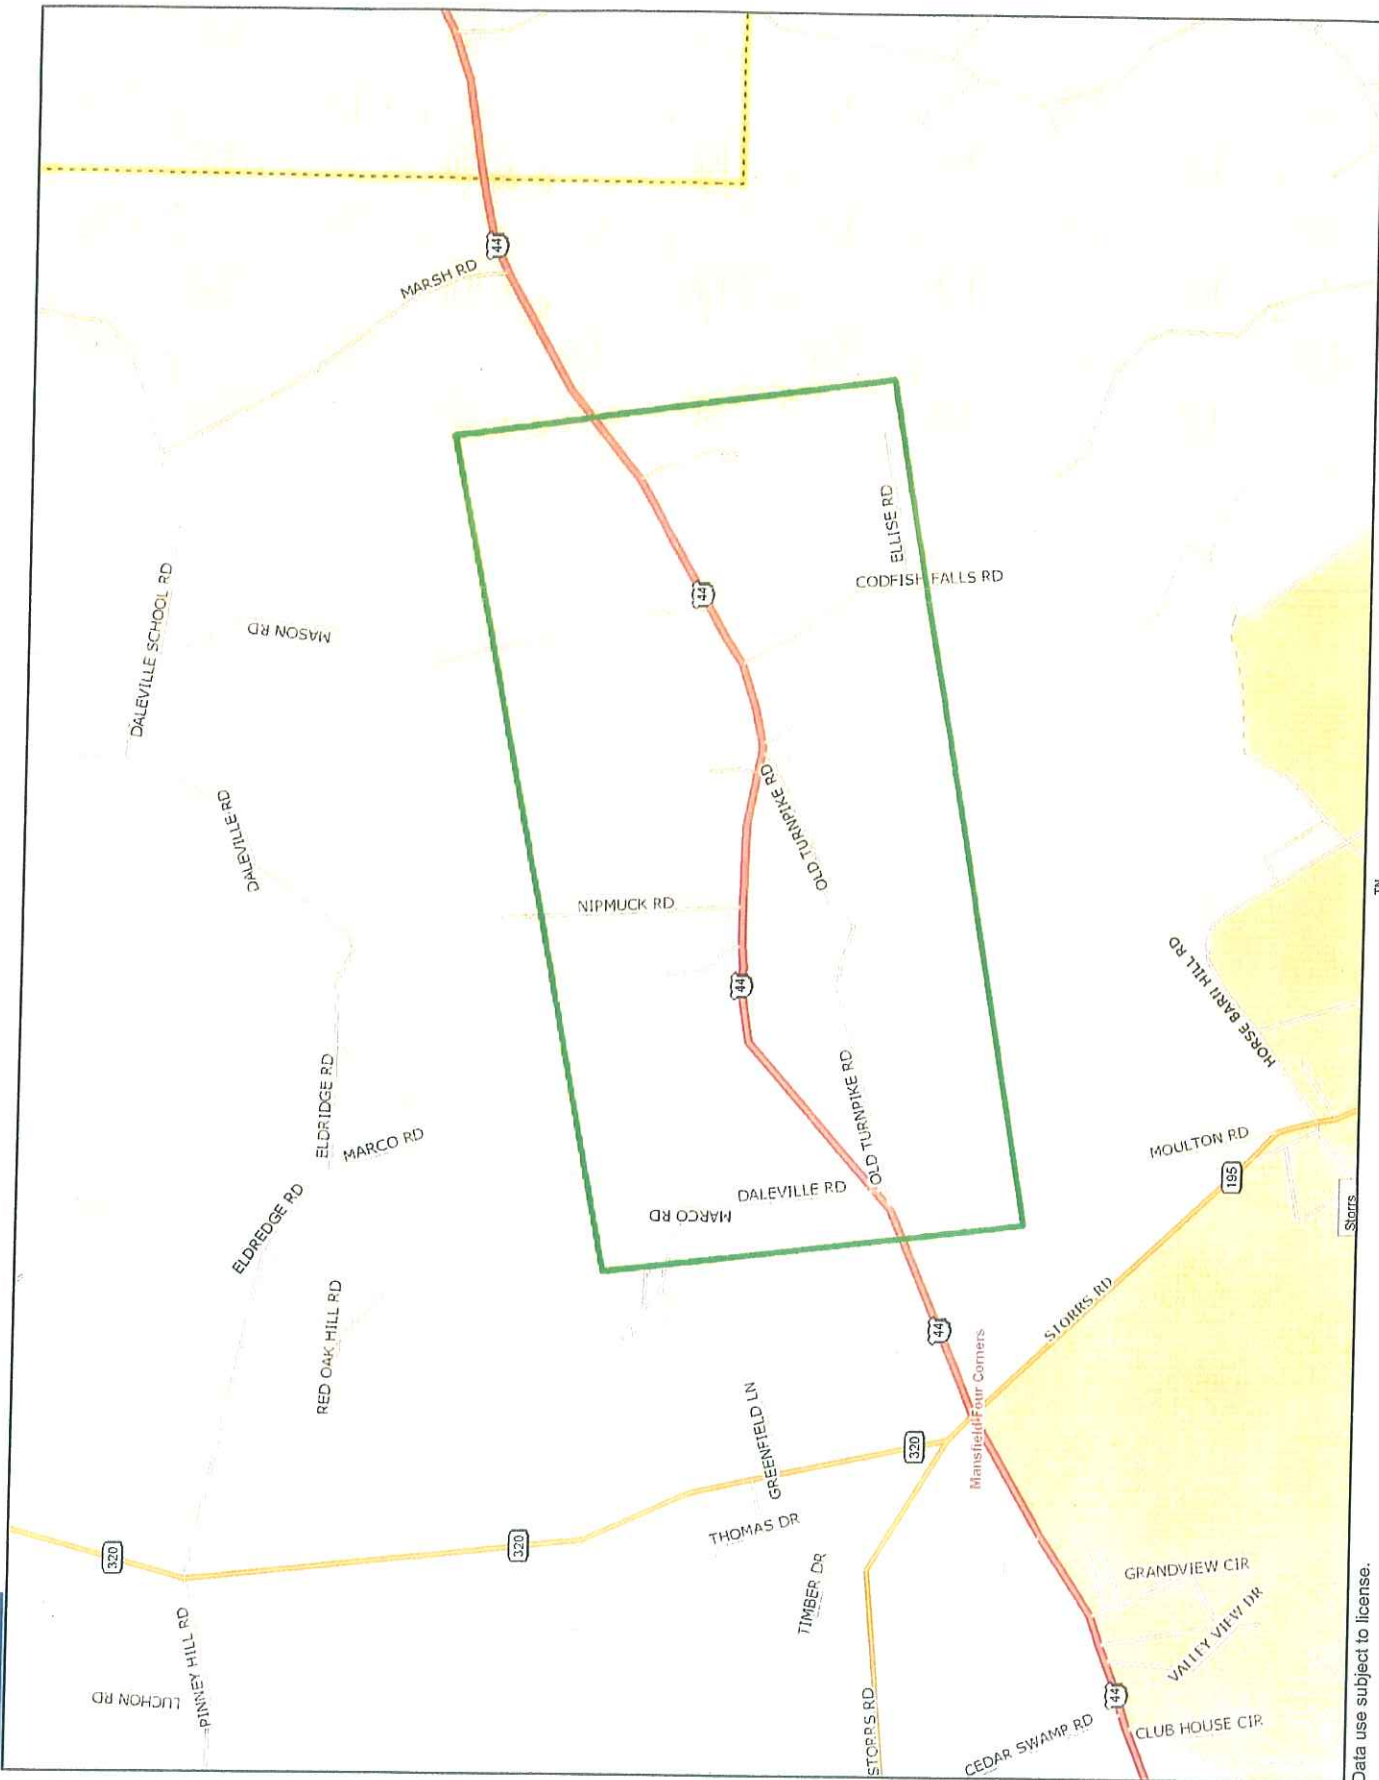 44
MARSH RD
DALEVILLE SCHOOL RD
MASON RD
ELLISE RD
CODFISH FALLS RD
44
DALEVILLE RD
OLD TURNPIKE RD
NIPMUCK RD
44
HORSE BARN HILL RD
ELDRIDGE RD
MARCO RD
OLD TURNPIKE RD
MOULTON RD
195
ELDREDGE RD
DALEVILLE RD
MARCO RD
Storrs
RED OAK HILL RD
STORRS RD
44
Mansfield Four Corners
GREENFIELD LN
320
THOMAS DR
320
320
TIMBER DR
GRANDVIEW CIR
VALLEY VIEW DR
PINNEY HILL RD
LUCHON RD
STORRS RD
44
CEDAR SWAMP RD
CLUB HOUSE CIR
Data use subject to license.
TM